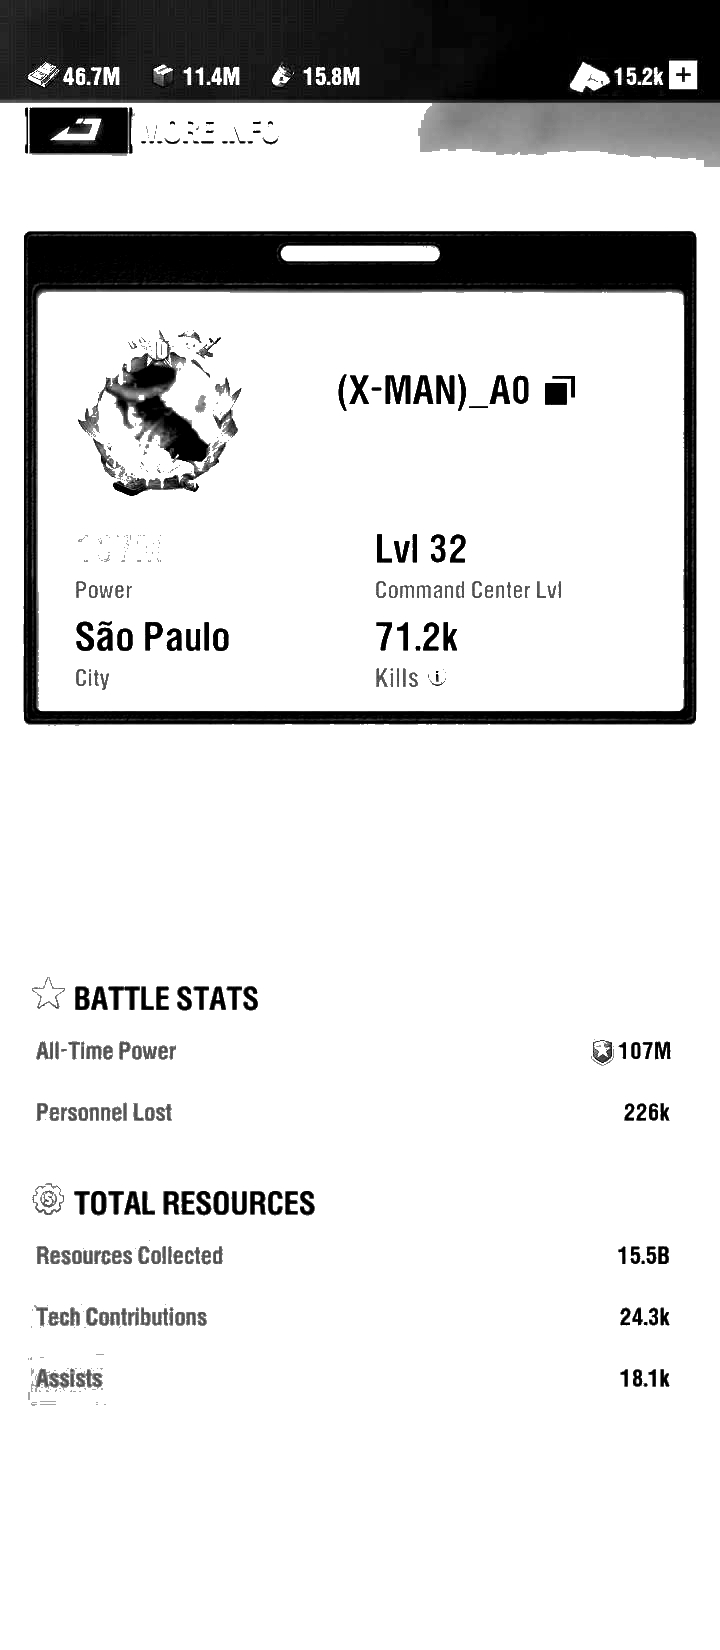 46.7M 11.4M 15.8M 15.2k +
MORE INFO
(X-MAN)_A0
107M Lvl 32
Power Command Center Lvl
São Paulo 71.2k
City Kills
BATTLE STATS
All-Time Power 107M
Personnel Lost 226k
TOTAL RESOURCES
Resources Collected 15.5B
Tech Contributions 24.3k
Assists 18.1k